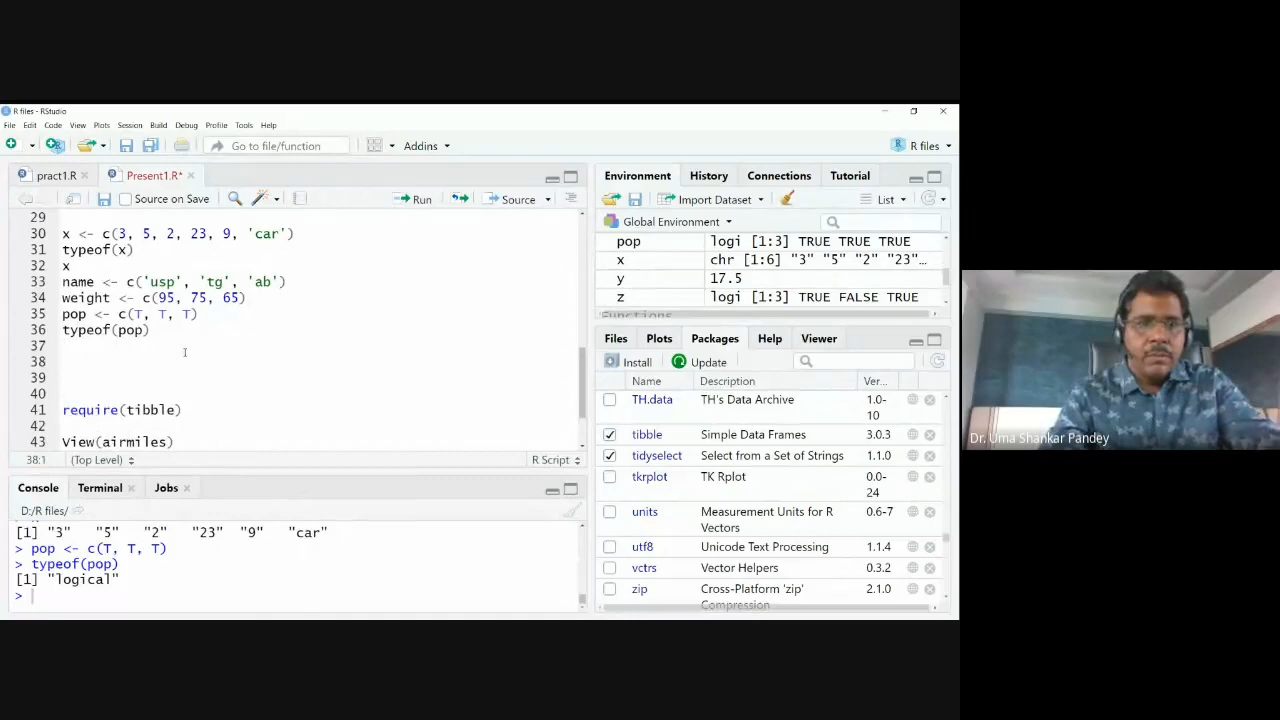 R files - RStudio
File Edit Code View Plots Session Build Debug Profile Tools Help
Go to file/function Addins R files
pract1.R Present1.R*
Source on Save Run Source
29
30 x <- c(3, 5, 2, 23, 9, 'car')
31 typeof(x)
32 x
33 name <- c('usp', 'tg', 'ab')
34 weight <- c(95, 75, 65)
35 pop <- c(T, T, T)
36 typeof(pop)
37
38
39
40
41 require(tibble)
42
43 View(airmiles)
38:1 (Top Level) R Script
Console Terminal Jobs
D:/R files/
[1] "3" "5" "2" "23" "9" "car"
> pop <- c(T, T, T)
> typeof(pop)
[1] "logical"
>
Environment History Connections Tutorial
Import Dataset List
Global Environment
pop logi [1:3] TRUE TRUE TRUE
x chr [1:6] "3" "5" "2" "23"…
y 17.5
z logi [1:3] TRUE FALSE TRUE
Functions
Files Plots Packages Help Viewer
Install Update
Name Description Ver...
TH.data TH's Data Archive 1.0-
10
tibble Simple Data Frames 3.0.3
tidyselect Select from a Set of Strings 1.1.0
tkrplot TK Rplot 0.0-
24
units Measurement Units for R 0.6-7
Vectors
utf8 Unicode Text Processing 1.1.4
vctrs Vector Helpers 0.3.2
zip Cross-Platform 'zip' 2.1.0
Compression
Dr. Uma Shankar Pandey